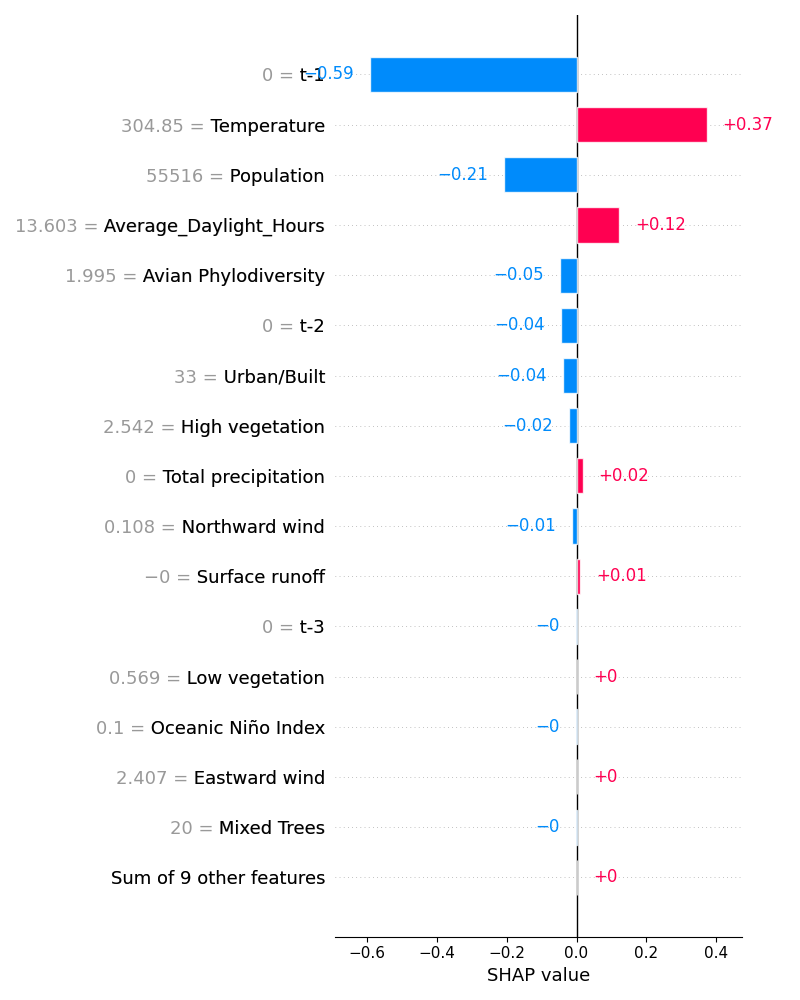 0 = t-1 −0.59
304.85 = Temperature +0.37
55516 = Population −0.21
13.603 = Average_Daylight_Hours +0.12
1.995 = Avian Phylodiversity −0.05
0 = t-2 −0.04
33 = Urban/Built −0.04
2.542 = High vegetation −0.02
0 = Total precipitation +0.02
0.108 = Northward wind −0.01
−0 = Surface runoff +0.01
0 = t-3 −0
0.569 = Low vegetation +0
0.1 = Oceanic Niño Index −0
2.407 = Eastward wind +0
20 = Mixed Trees −0
Sum of 9 other features +0
−0.6 −0.4 −0.2 0.0 0.2 0.4
SHAP value